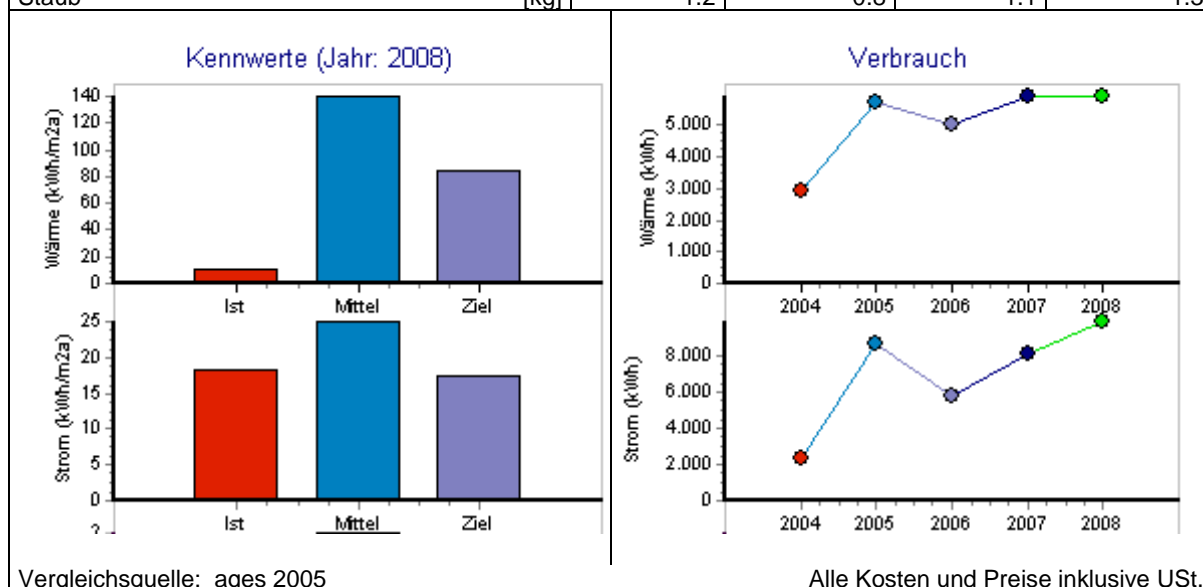 Staub [kg] 1.2 0.8 1.1
Kennwerte (Jahr: 2008)
Wärme (kWh/m2a)
140
120
100
80
60
40
20
0
Ist Mittel Ziel
Strom (kWh/m2a)
25
20
15
10
5
0
Ist Mittel Ziel
Verbrauch
Wärme (kWh)
5.000
4.000
3.000
2.000
1.000
0
2004 2005 2006 2007 2008
Strom (kWh)
8.000
6.000
4.000
2.000
0
2004 2005 2006 2007 2008
Vergleichsquelle: ages 2005
Alle Kosten und Preise inklusive USt.